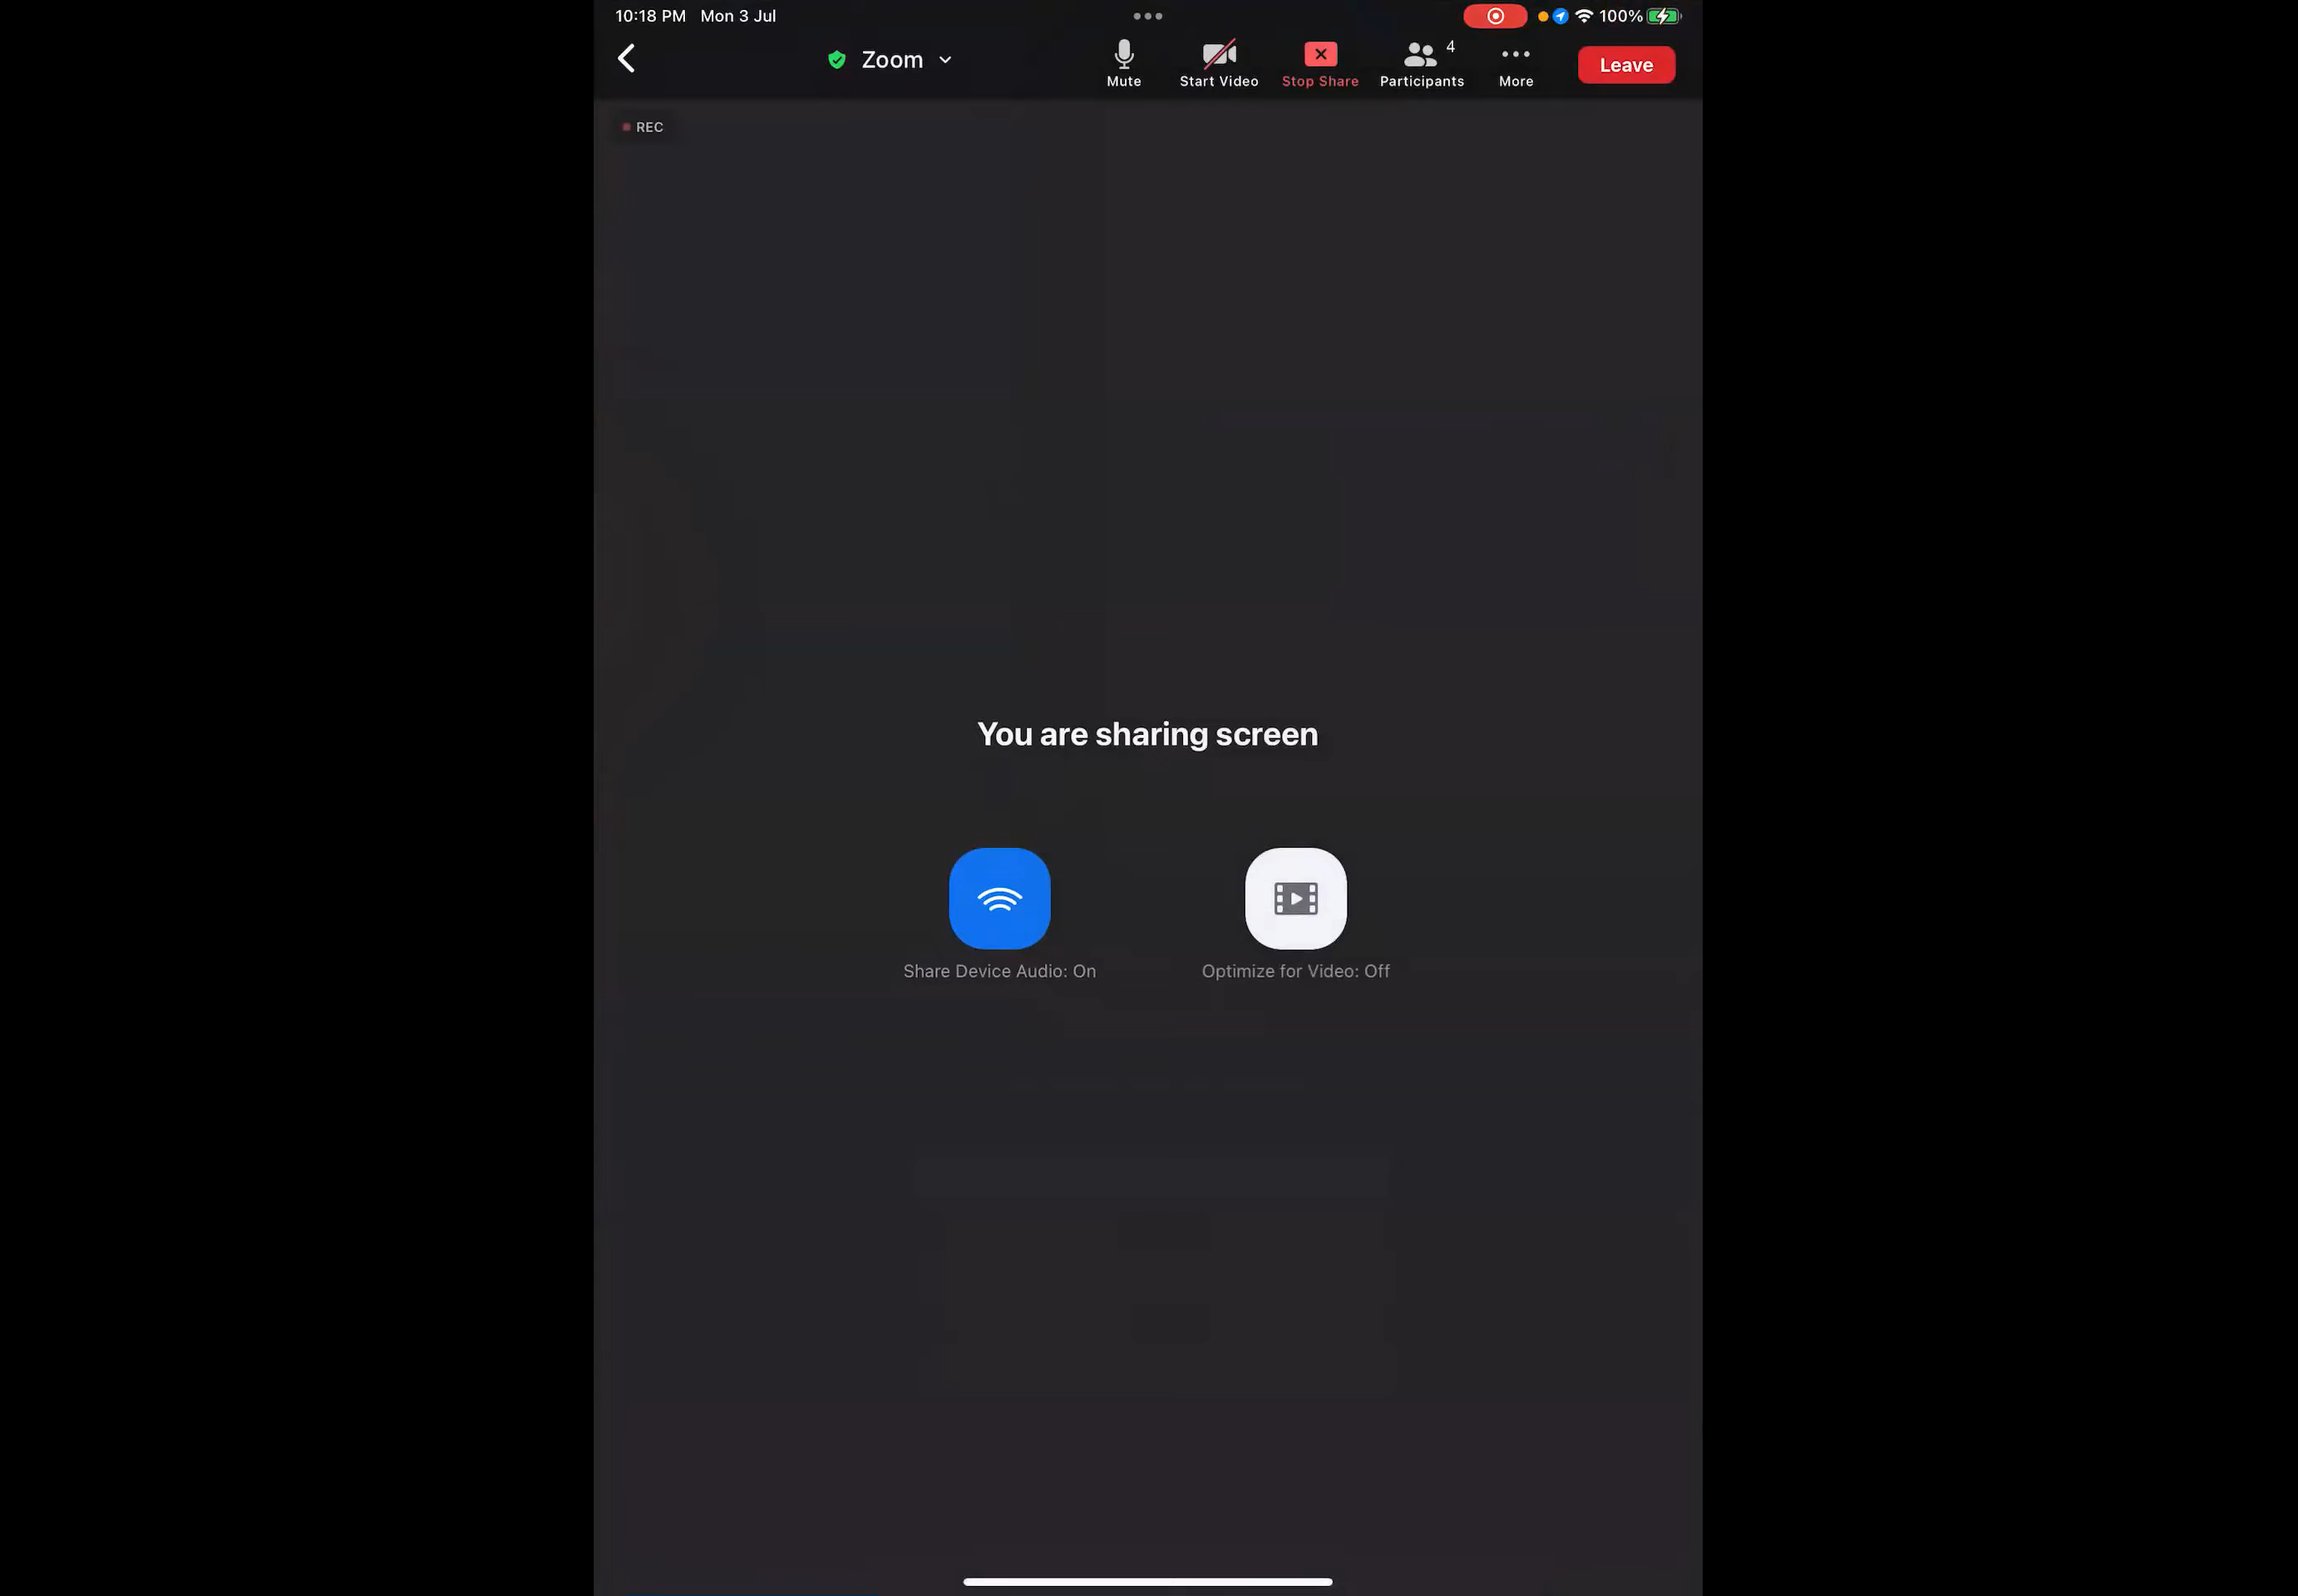 10:18 PM Mon 3 Jul
100%
Zoom
Mute
Start Video
Stop Share
Participants
4
More
Leave
REC
You are sharing screen
Share Device Audio: On
Optimize for Video: Off